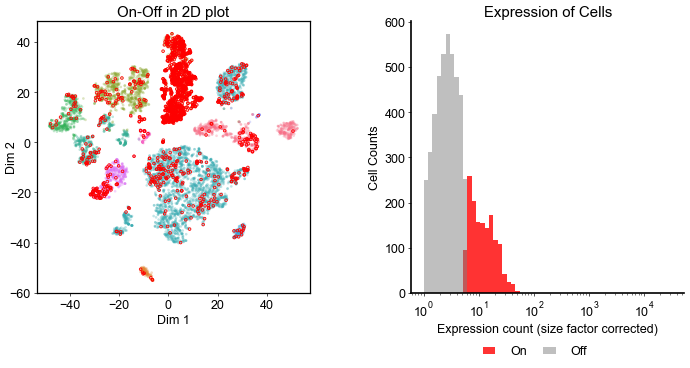 On-Off in 2D plot
Dim 2
40
20
0
−20
−40
−60
−40
−20
0
20
40
Dim 1
Expression of Cells
Cell Counts
600
500
400
300
200
100
0
10⁰
10¹
10²
10³
10⁴
Expression count (size factor corrected)
On
Off